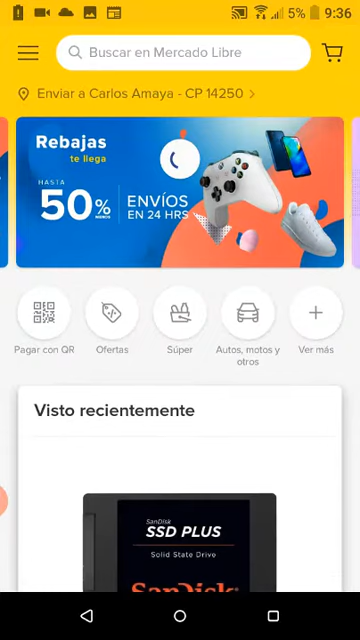 5% 9:36
Buscar en Mercado Libre
Enviar a Carlos Amaya - CP 14250
Rebajas
te llega
HASTA
50% MENOS
ENVÍOS
EN 24 HRS
Pagar con QR
Ofertas
Súper
Autos, motos y
otros
Ver más
Visto recientemente
SanDisk
SSD PLUS
Solid State Drive
SanDisk